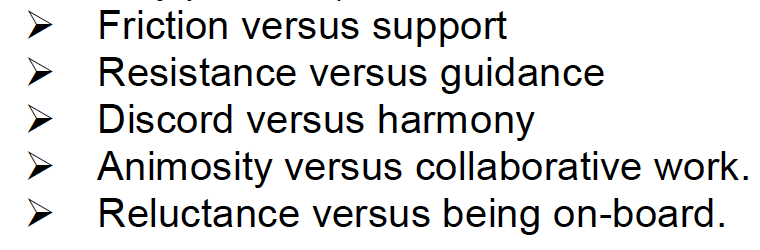 ➢ Friction versus support
➢ Resistance versus guidance
➢ Discord versus harmony
➢ Animosity versus collaborative work.
➢ Reluctance versus being on-board.